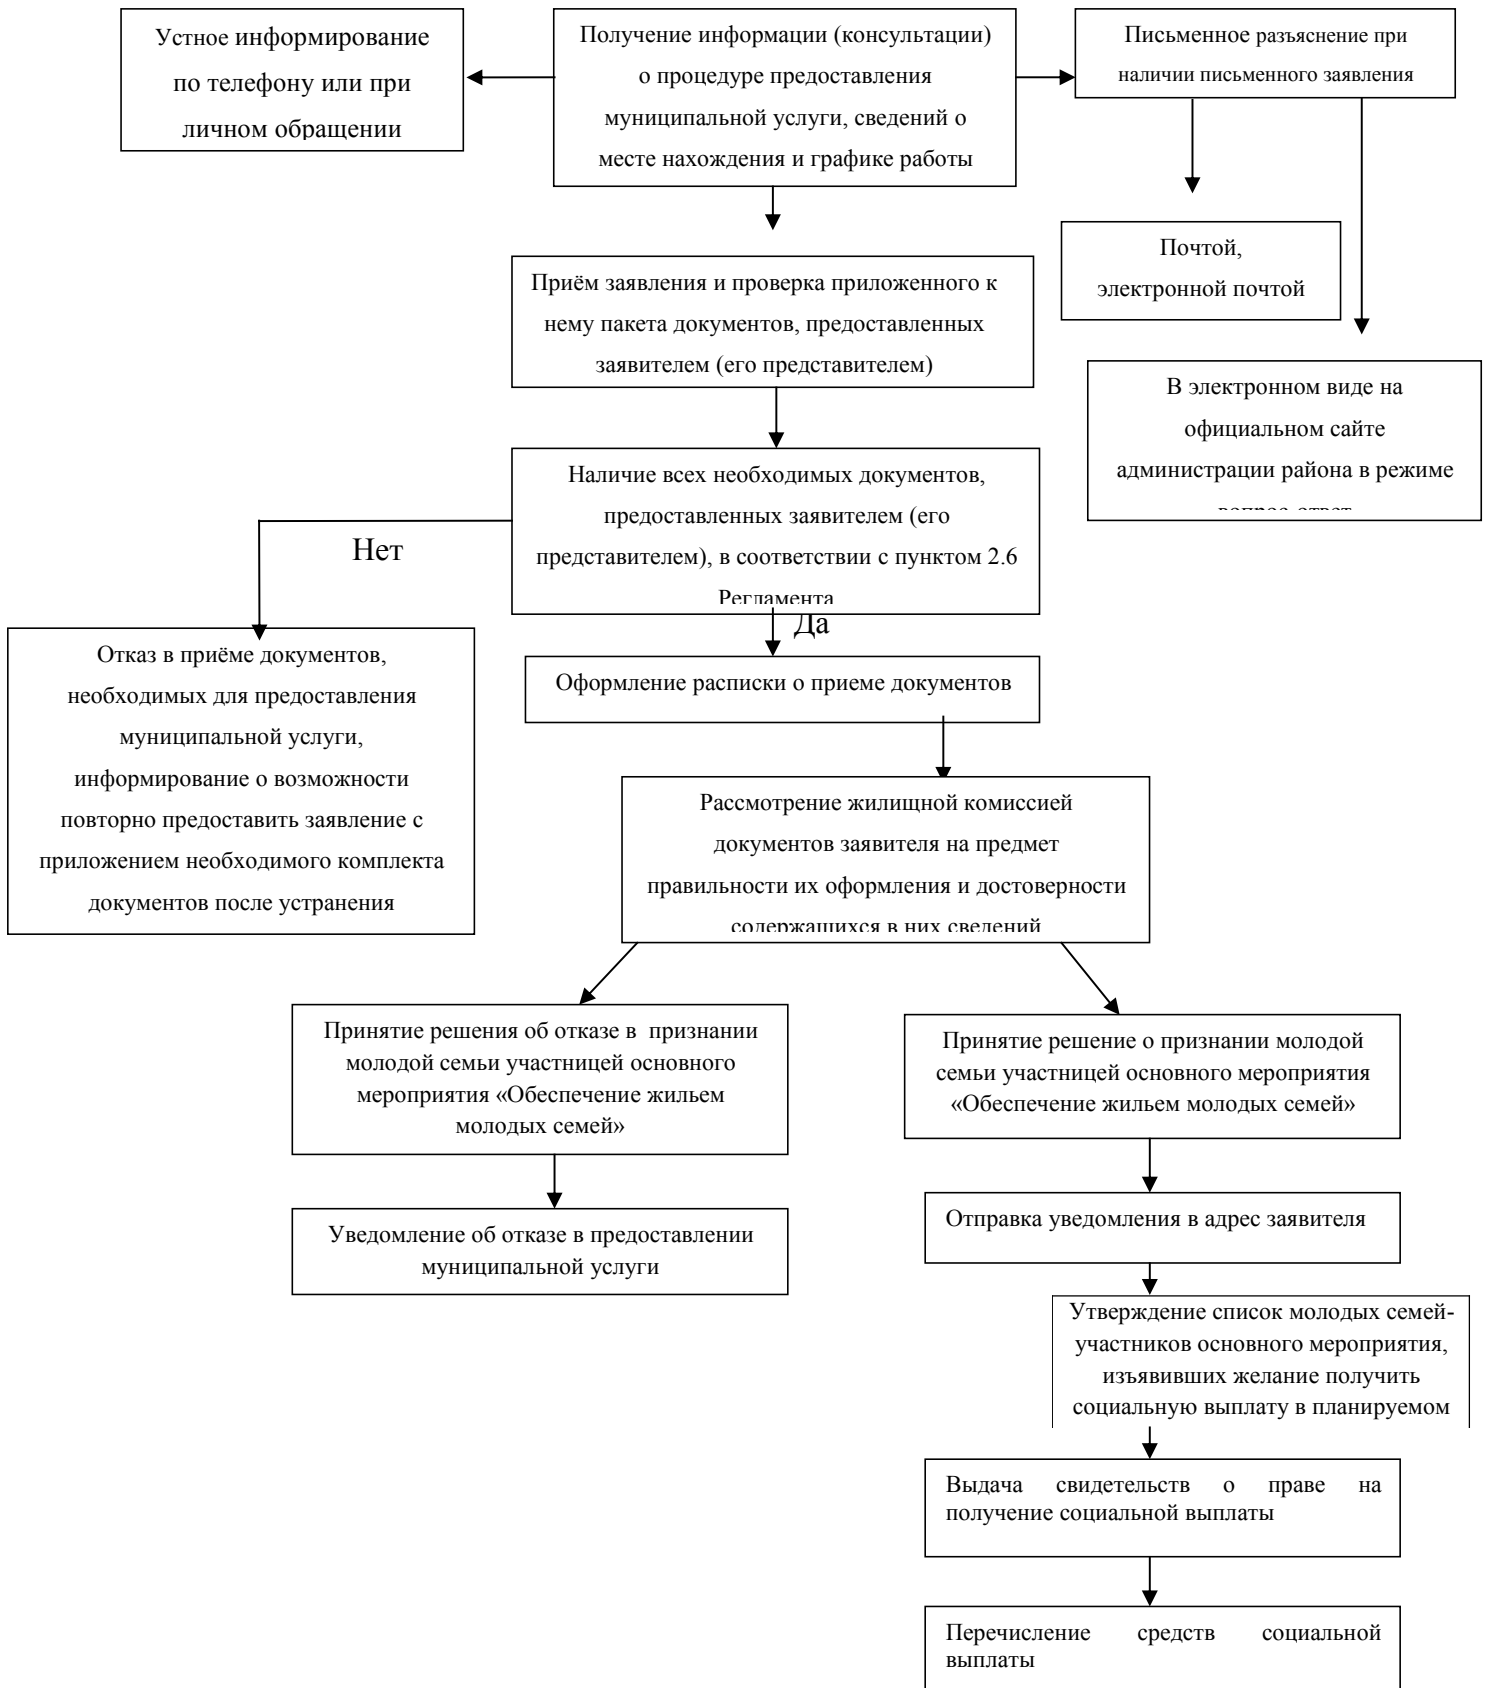 Устное информирование
по телефону или при
личном обращении
Получение информации (консультации)
о процедуре предоставления
муниципальной услуги, сведений о
месте нахождения и графике работы
Письменное разъяснение при
наличии письменного заявления
Почтой,
электронной почтой
В электронном виде на
официальном сайте
администрации района в режиме
Приём заявления и проверка приложенного к
нему пакета документов, предоставленных
заявителем (его представителем)
Наличие всех необходимых документов,
предоставленных заявителем (его
представителем), в соответствии с пунктом 2.6
Регламента
Нет
Да
Отказ в приёме документов,
необходимых для предоставления
муниципальной услуги,
информирование о возможности
повторно предоставить заявление с
приложением необходимого комплекта
документов после устранения
Оформление расписки о приеме документов
Рассмотрение жилищной комиссией
документов заявителя на предмет
правильности их оформления и достоверности
содержащихся в них сведений
Принятие решения об отказе в признании
молодой семьи участницей основного
мероприятия «Обеспечение жильем
молодых семей»
Уведомление об отказе в предоставлении
муниципальной услуги
Принятие решение о признании молодой
семьи участницей основного мероприятия
«Обеспечение жильем молодых семей»
Отправка уведомления в адрес заявителя
Утверждение список молодых семей-
участников основного мероприятия,
изъявивших желание получить
социальную выплату в планируемом
Выдача свидетельств о праве на
получение социальной выплаты
Перечисление средств социальной
выплаты